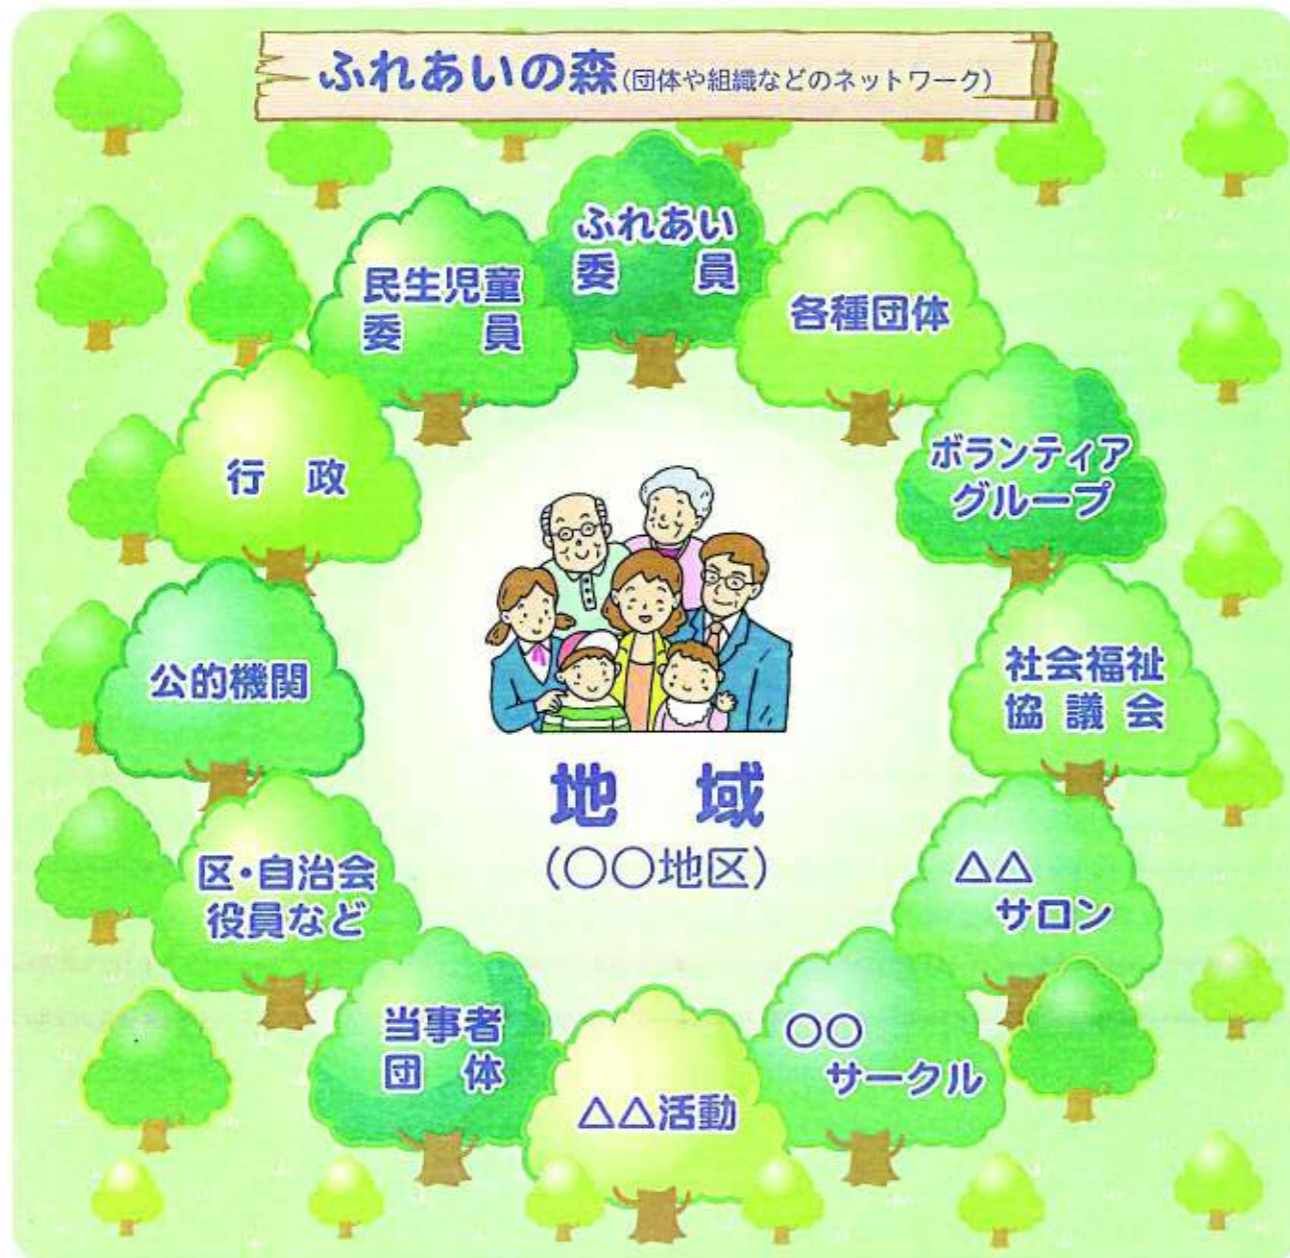 ふれあいの森(団体や組織などのネットワーク)
ふれあい
委員
各種団体
ボランティア
グループ
社会福祉
協議会
△△
サロン
○○
サークル
△△活動
当事者
団体
区・自治会
役員など
公的機関
行政
民生児童
委員
地域
(○○地区)